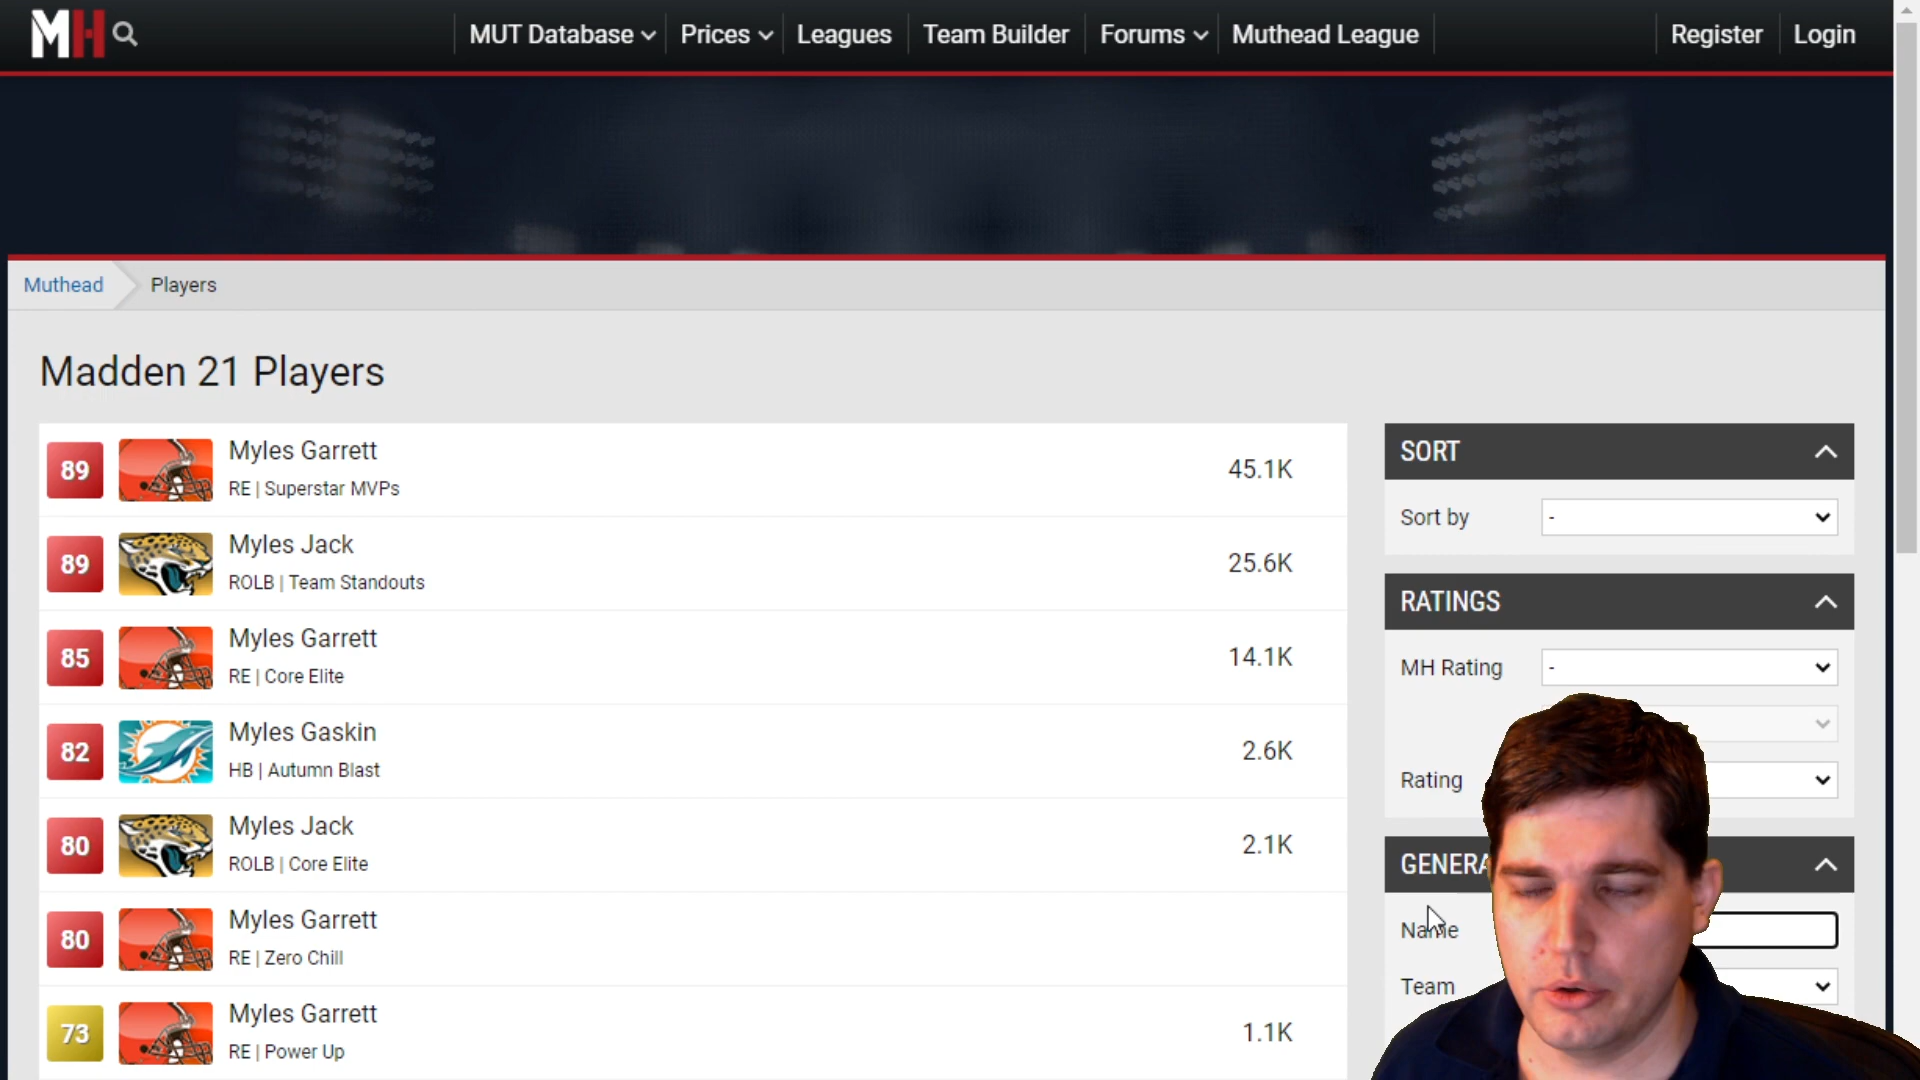 MH
MUT Database
Prices
Leagues
Team Builder
Forums
Muthead League
Register
Login
Muthead
Players
Madden 21 Players
89
Myles Garrett
RE | Superstar MVPs
45.1K
89
Myles Jack
ROLB | Team Standouts
25.6K
85
Myles Garrett
RE | Core Elite
14.1K
82
Myles Gaskin
HB | Autumn Blast
2.6K
80
Myles Jack
ROLB | Core Elite
2.1K
80
Myles Garrett
RE | Zero Chill
73
Myles Garrett
RE | Power Up
1.1K
SORT
Sort by
-
RATINGS
MH Rating
-
Rating
Name
Team